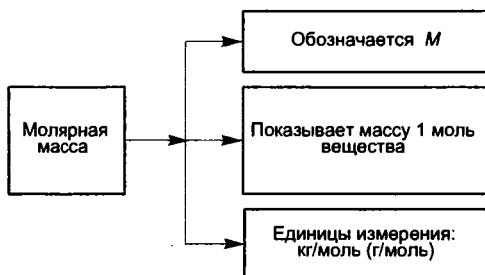 Обозначается М
Молярная
масса
Показывает массу 1 моль
вещества
Единицы измерения:
кг/моль (г/моль)